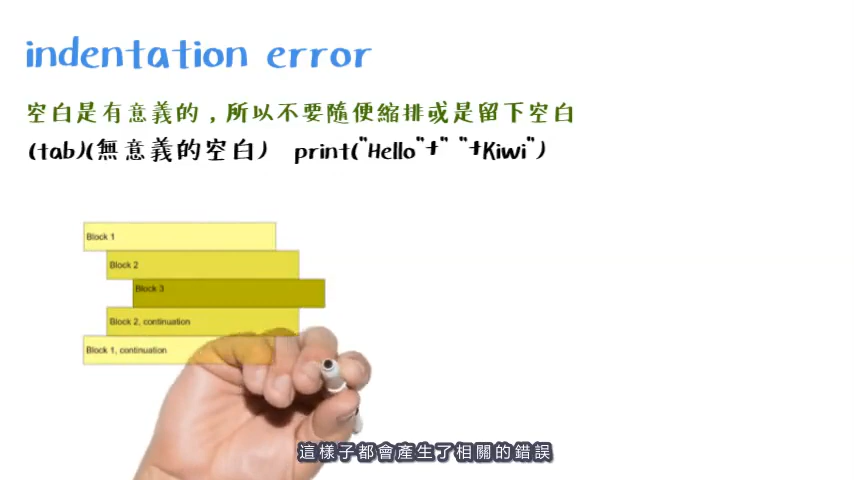 indentation error
空白是有意義的，所以不要隨便縮排或是留下空白
(tab)(無意義的空白) print("Hello"+" "+Kiwi")
Block 1
Block 2
Block 3
Block 2, continuation
Block 1, continuation
這樣子都會產生了相關的錯誤